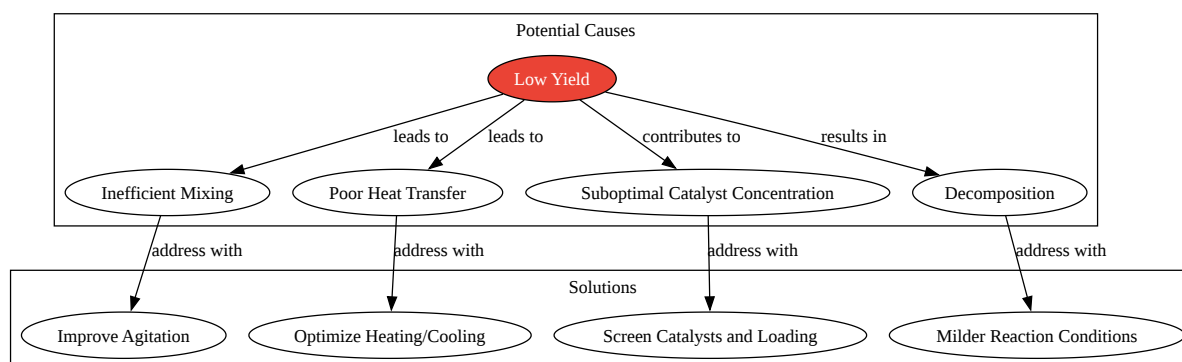 Potential Causes
Low Yield
leads to
leads to
contributes to
results in
Inefficient Mixing
Poor Heat Transfer
Suboptimal Catalyst Concentration
Decomposition
address with
address with
address with
address with
Solutions
Improve Agitation
Optimize Heating/Cooling
Screen Catalysts and Loading
Milder Reaction Conditions